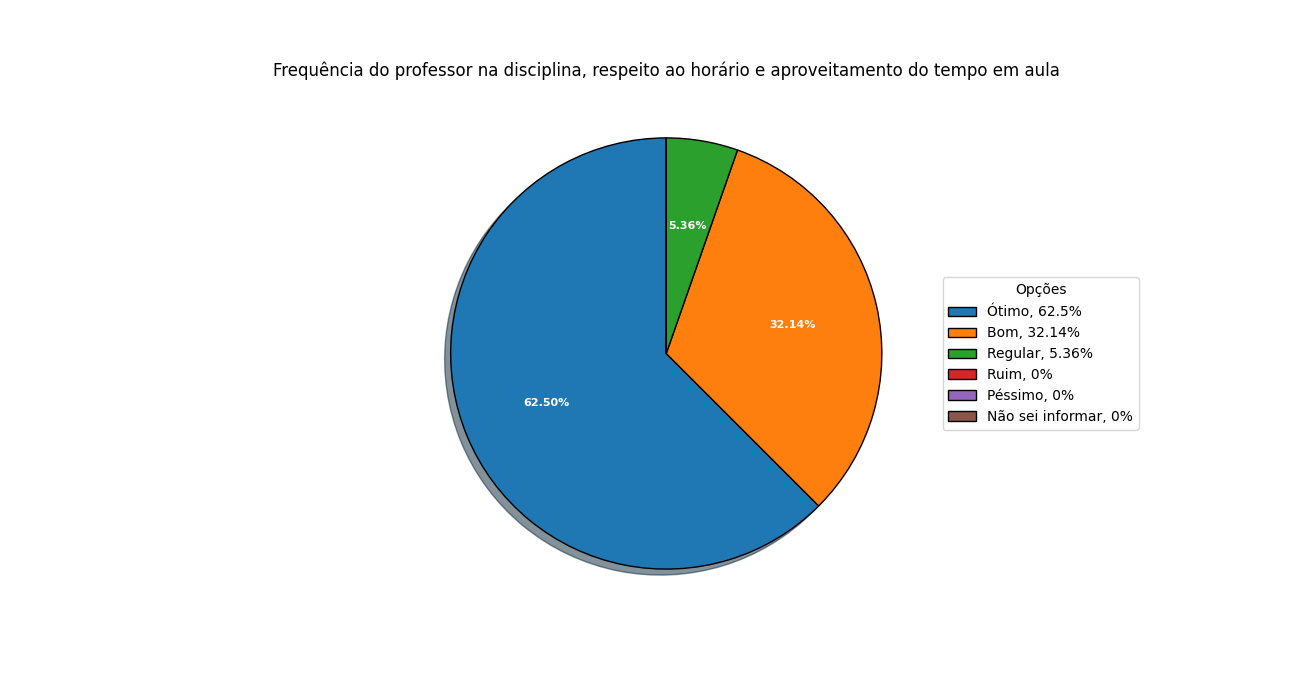 Frequência do professor na disciplina, respeito ao horário e aproveitamento do tempo em aula
5.36%
32.14%
62.50%
Opções
Ótimo, 62.5%
Bom, 32.14%
Regular, 5.36%
Ruim, 0%
Péssimo, 0%
Não sei informar, 0%